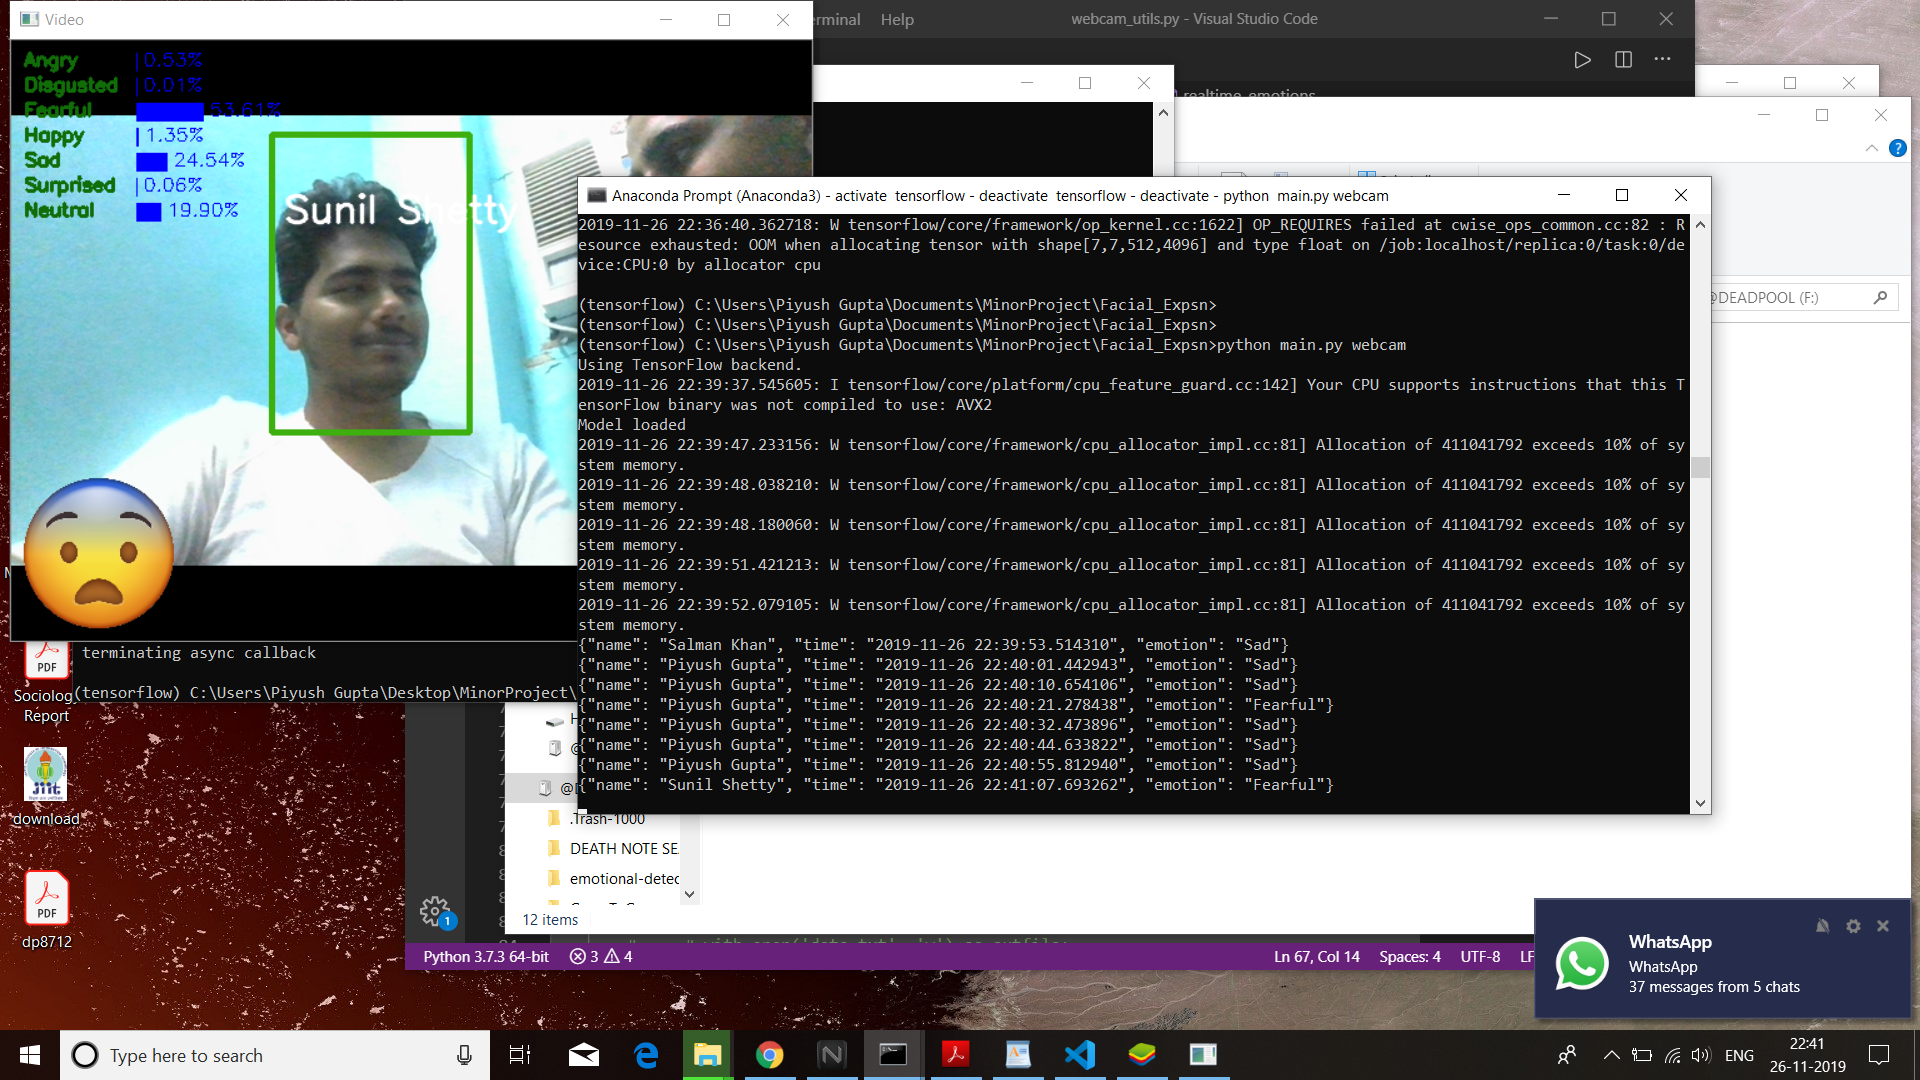 Video
Angry 0.53%
Disgusted 0.01%
Fearful 53.61%
Happy 1.35%
Sad 24.54%
Surprised 0.06%
Neutral 19.90%
Sunil Shetty
Help
webcam_utils.py - Visual Studio Code
realtime_emotions
Anaconda Prompt (Anaconda3) - activate tensorflow - deactivate tensorflow - deactivate - python main.py webcam
2019-11-26 22:36:40.362718: W tensorflow/core/framework/op_kernel.cc:1622] OP_REQUIRES failed at cwise_ops_common.cc:82 : R
esource exhausted: OOM when allocating tensor with shape[7,7,512,4096] and type float on /job:localhost/replica:0/task:0/de
vice:CPU:0 by allocator cpu
(tensorflow) C:\Users\Piyush Gupta\Documents\MinorProject\Facial_Expsn>
(tensorflow) C:\Users\Piyush Gupta\Documents\MinorProject\Facial_Expsn>
(tensorflow) C:\Users\Piyush Gupta\Documents\MinorProject\Facial_Expsn>python main.py webcam
Using TensorFlow backend.
2019-11-26 22:39:37.545605: I tensorflow/core/platform/cpu_feature_guard.cc:142] Your CPU supports instructions that this T
ensorFlow binary was not compiled to use: AVX2
Model loaded
2019-11-26 22:39:47.233156: W tensorflow/core/framework/cpu_allocator_impl.cc:81] Allocation of 411041792 exceeds 10% of sy
stem memory.
2019-11-26 22:39:48.038210: W tensorflow/core/framework/cpu_allocator_impl.cc:81] Allocation of 411041792 exceeds 10% of sy
stem memory.
2019-11-26 22:39:48.180060: W tensorflow/core/framework/cpu_allocator_impl.cc:81] Allocation of 411041792 exceeds 10% of sy
stem memory.
2019-11-26 22:39:51.421213: W tensorflow/core/framework/cpu_allocator_impl.cc:81] Allocation of 411041792 exceeds 10% of sy
stem memory.
2019-11-26 22:39:52.079105: W tensorflow/core/framework/cpu_allocator_impl.cc:81] Allocation of 411041792 exceeds 10% of sy
stem memory.
{"name": "Salman Khan", "time": "2019-11-26 22:39:53.514310", "emotion": "Sad"}
{"name": "Piyush Gupta", "time": "2019-11-26 22:40:01.442943", "emotion": "Sad"}
{"name": "Piyush Gupta", "time": "2019-11-26 22:40:10.654106", "emotion": "Sad"}
{"name": "Piyush Gupta", "time": "2019-11-26 22:40:21.278438", "emotion": "Fearful"}
{"name": "Piyush Gupta", "time": "2019-11-26 22:40:32.473896", "emotion": "Sad"}
{"name": "Piyush Gupta", "time": "2019-11-26 22:40:44.633822", "emotion": "Sad"}
{"name": "Piyush Gupta", "time": "2019-11-26 22:40:55.812940", "emotion": "Sad"}
{"name": "Sunil Shetty", "time": "2019-11-26 22:41:07.693262", "emotion": "Fearful"}
@DEADPOOL (F:)
terminating async callback
(tensorflow) C:\Users\Piyush Gupta\Desktop\MinorProject\
PDF
Sociolog
Report
JIIT
download
PDF
dp8712
.Trash-1000
DEATH NOTE SE
emotional-detec
12 items
1
Python 3.7.3 64-bit 3 4
Ln 67, Col 14 Spaces: 4 UTF-8 LF
WhatsApp
WhatsApp
37 messages from 5 chats
Type here to search
ENG
22:41
26-11-2019